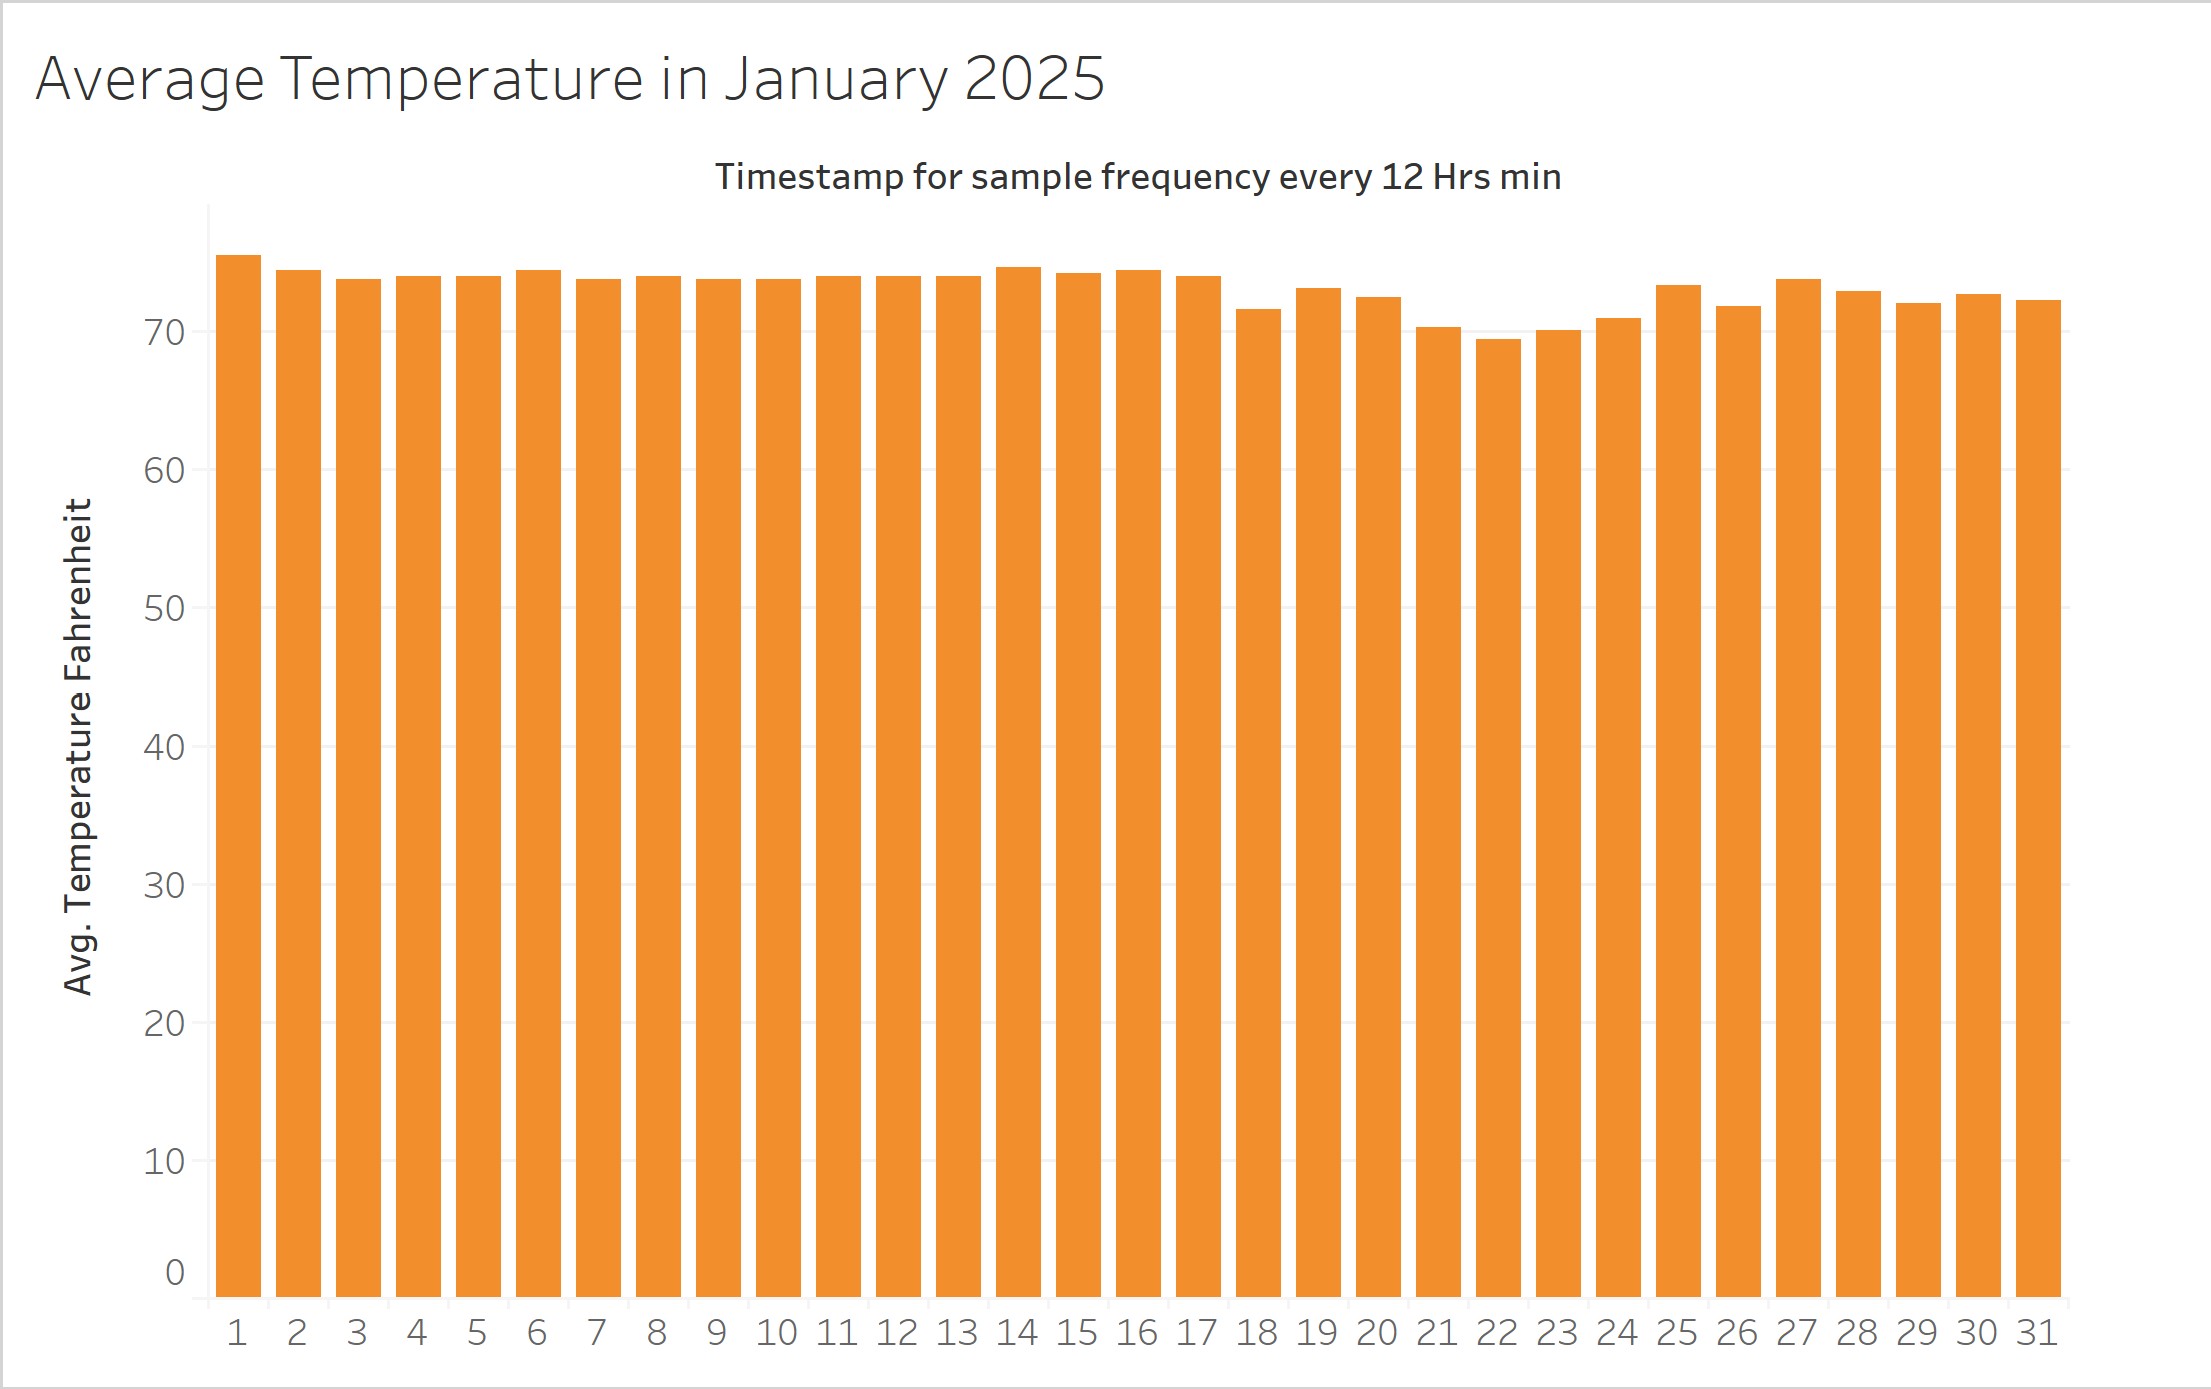 Average Temperature in January 2025
Timestamp for sample frequency every 12 Hrs min
Avg. Temperature Fahrenheit
70
60
50
40
30
20
10
0
1 2 3 4 5 6 7 8 9 10 11 12 13 14 15 16 17 18 19 20 21 22 23 24 25 26 27 28 29 30 31